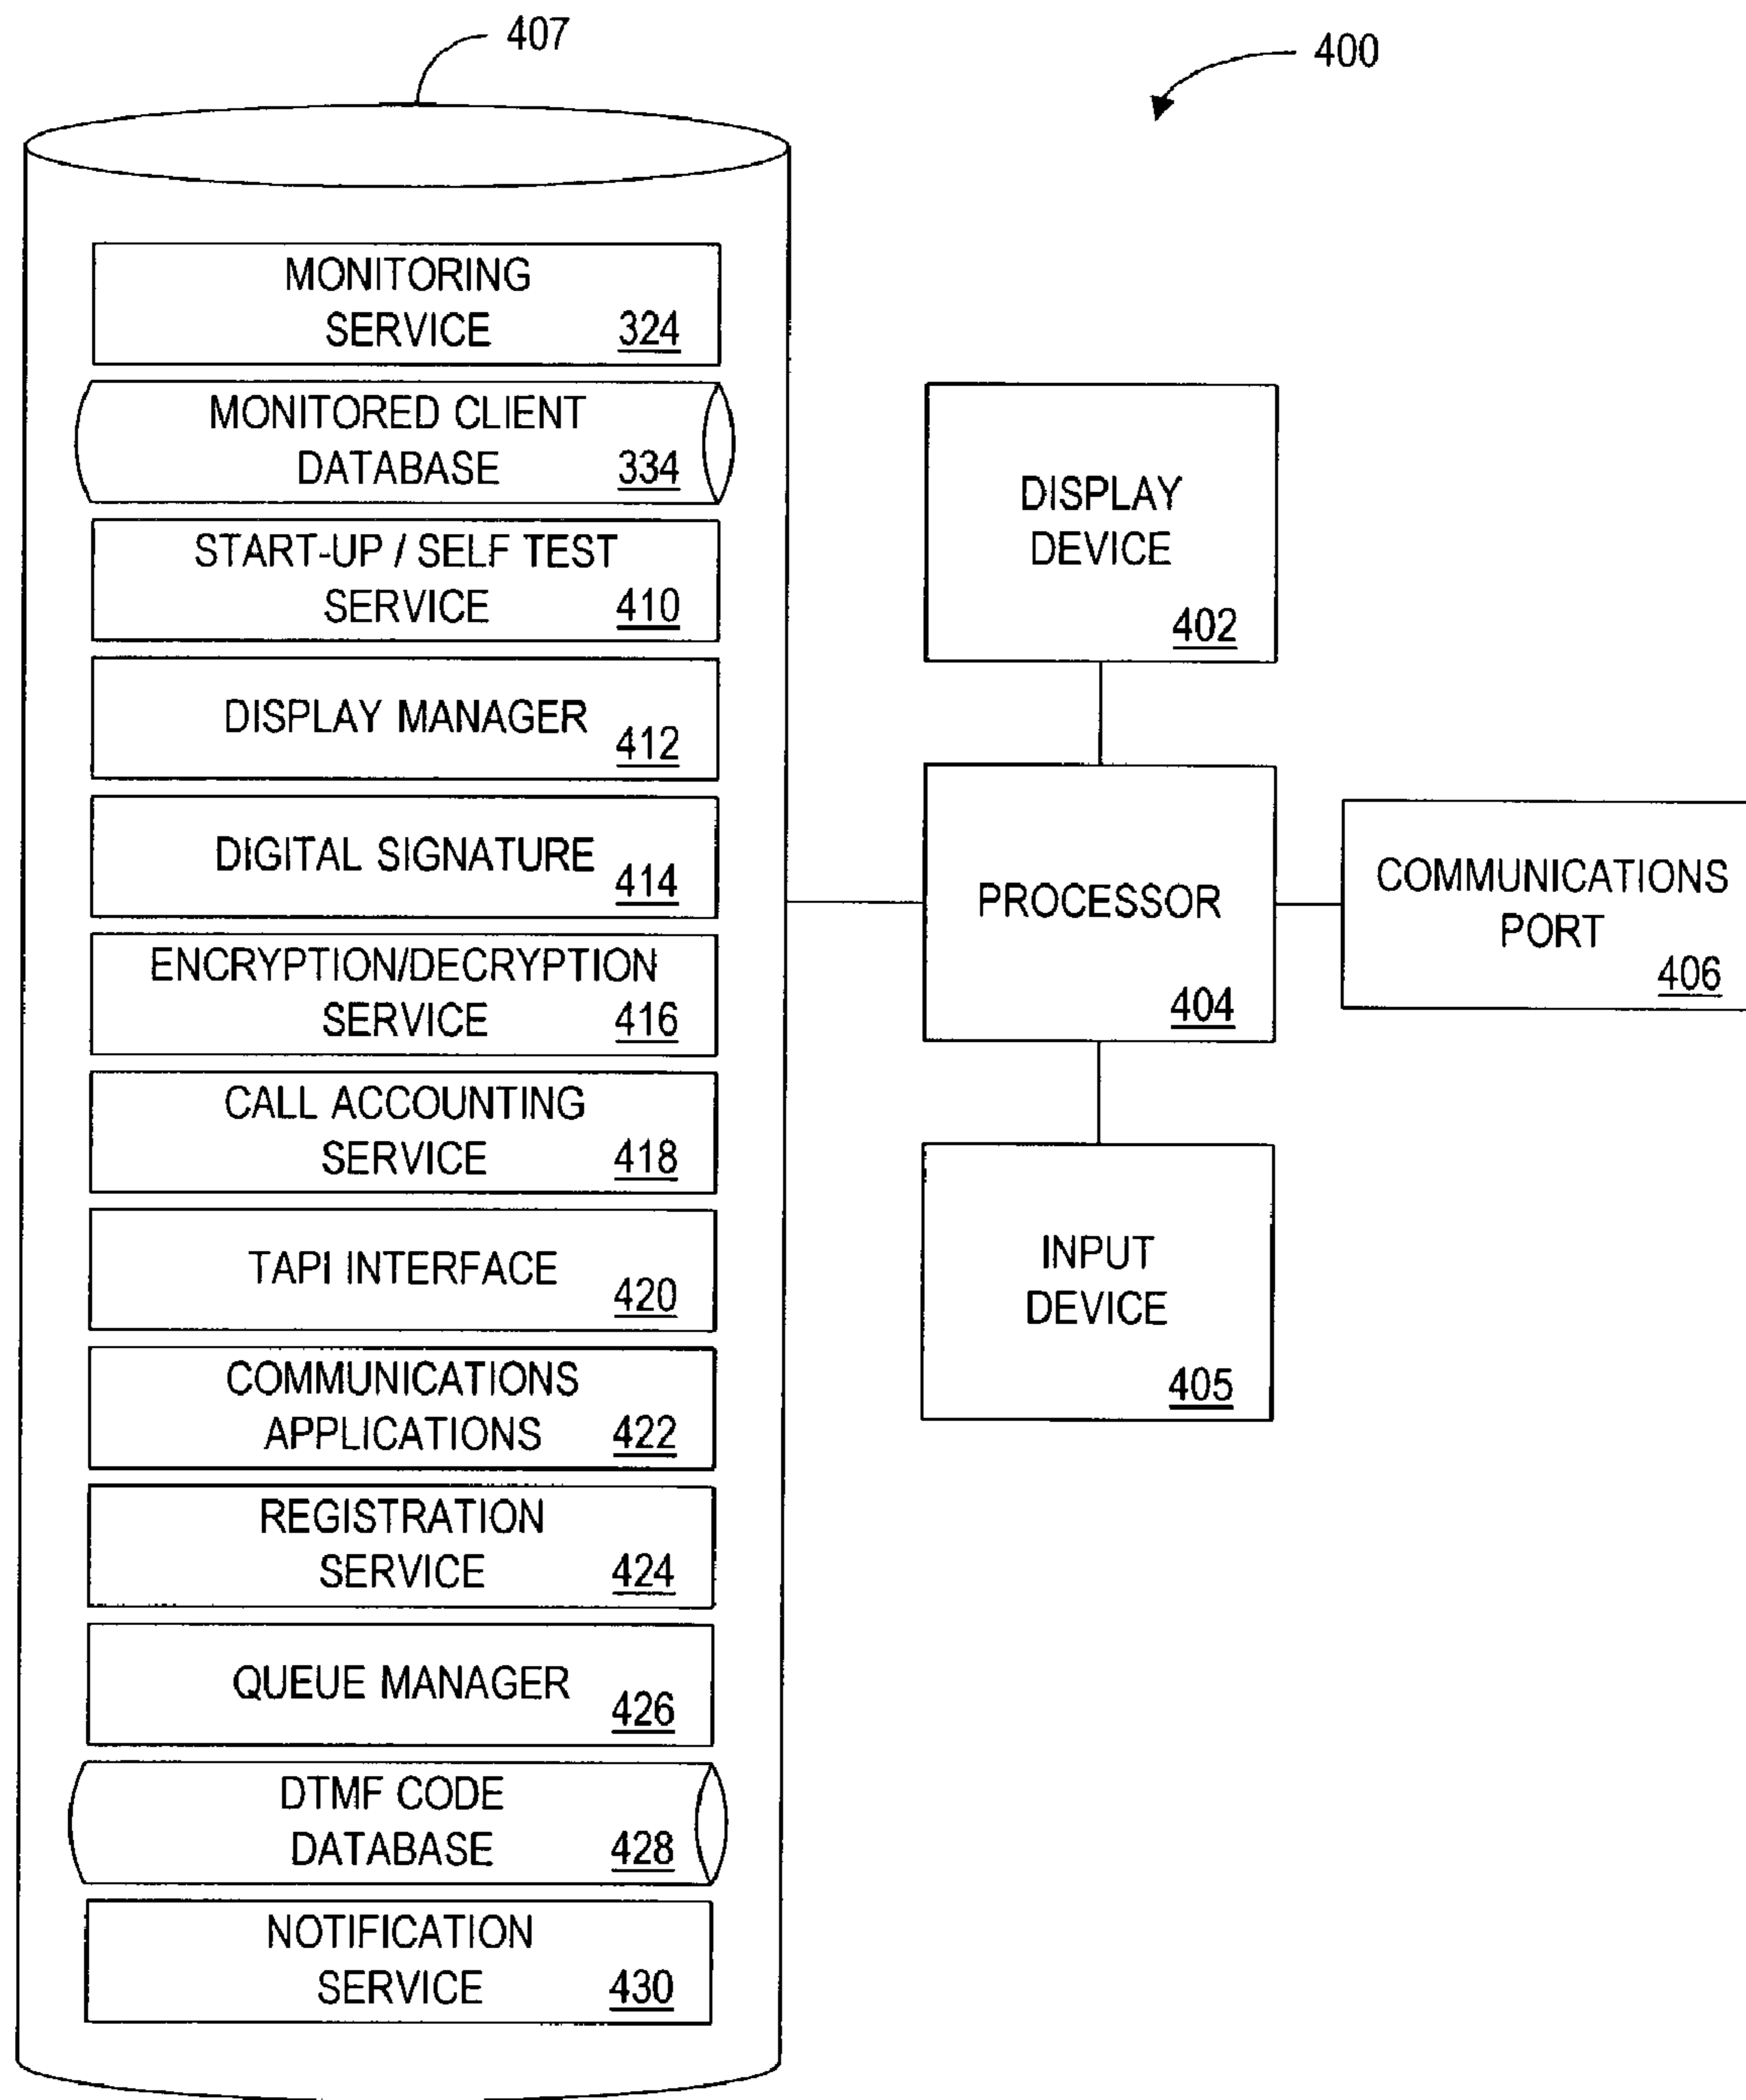 407
400
MONITORING
SERVICE 324
MONITORED CLIENT
DATABASE 334
START-UP / SELF TEST
SERVICE 410
DISPLAY MANAGER
412
DIGITAL SIGNATURE
414
ENCRYPTION/DECRYPTION
SERVICE 416
CALL ACCOUNTING
SERVICE 418
TAPI INTERFACE
420
COMMUNICATIONS
APPLICATIONS 422
REGISTRATION
SERVICE 424
QUEUE MANAGER
426
DTMF CODE
DATABASE 428
NOTIFICATION
SERVICE 430
DISPLAY
DEVICE
402
PROCESSOR
404
COMMUNICATIONS
PORT
406
INPUT
DEVICE
405